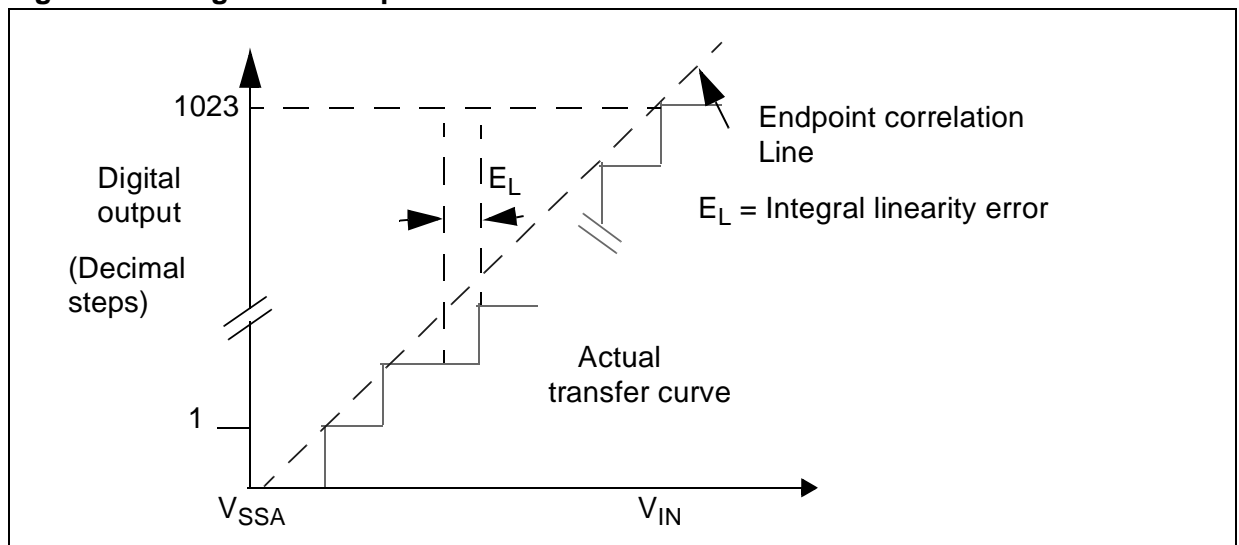 1023
Endpoint correlation
Line
Digital
output
E_L
E_L = Integral linearity error
(Decimal
steps)
Actual
transfer curve
1
V_SSA
V_IN